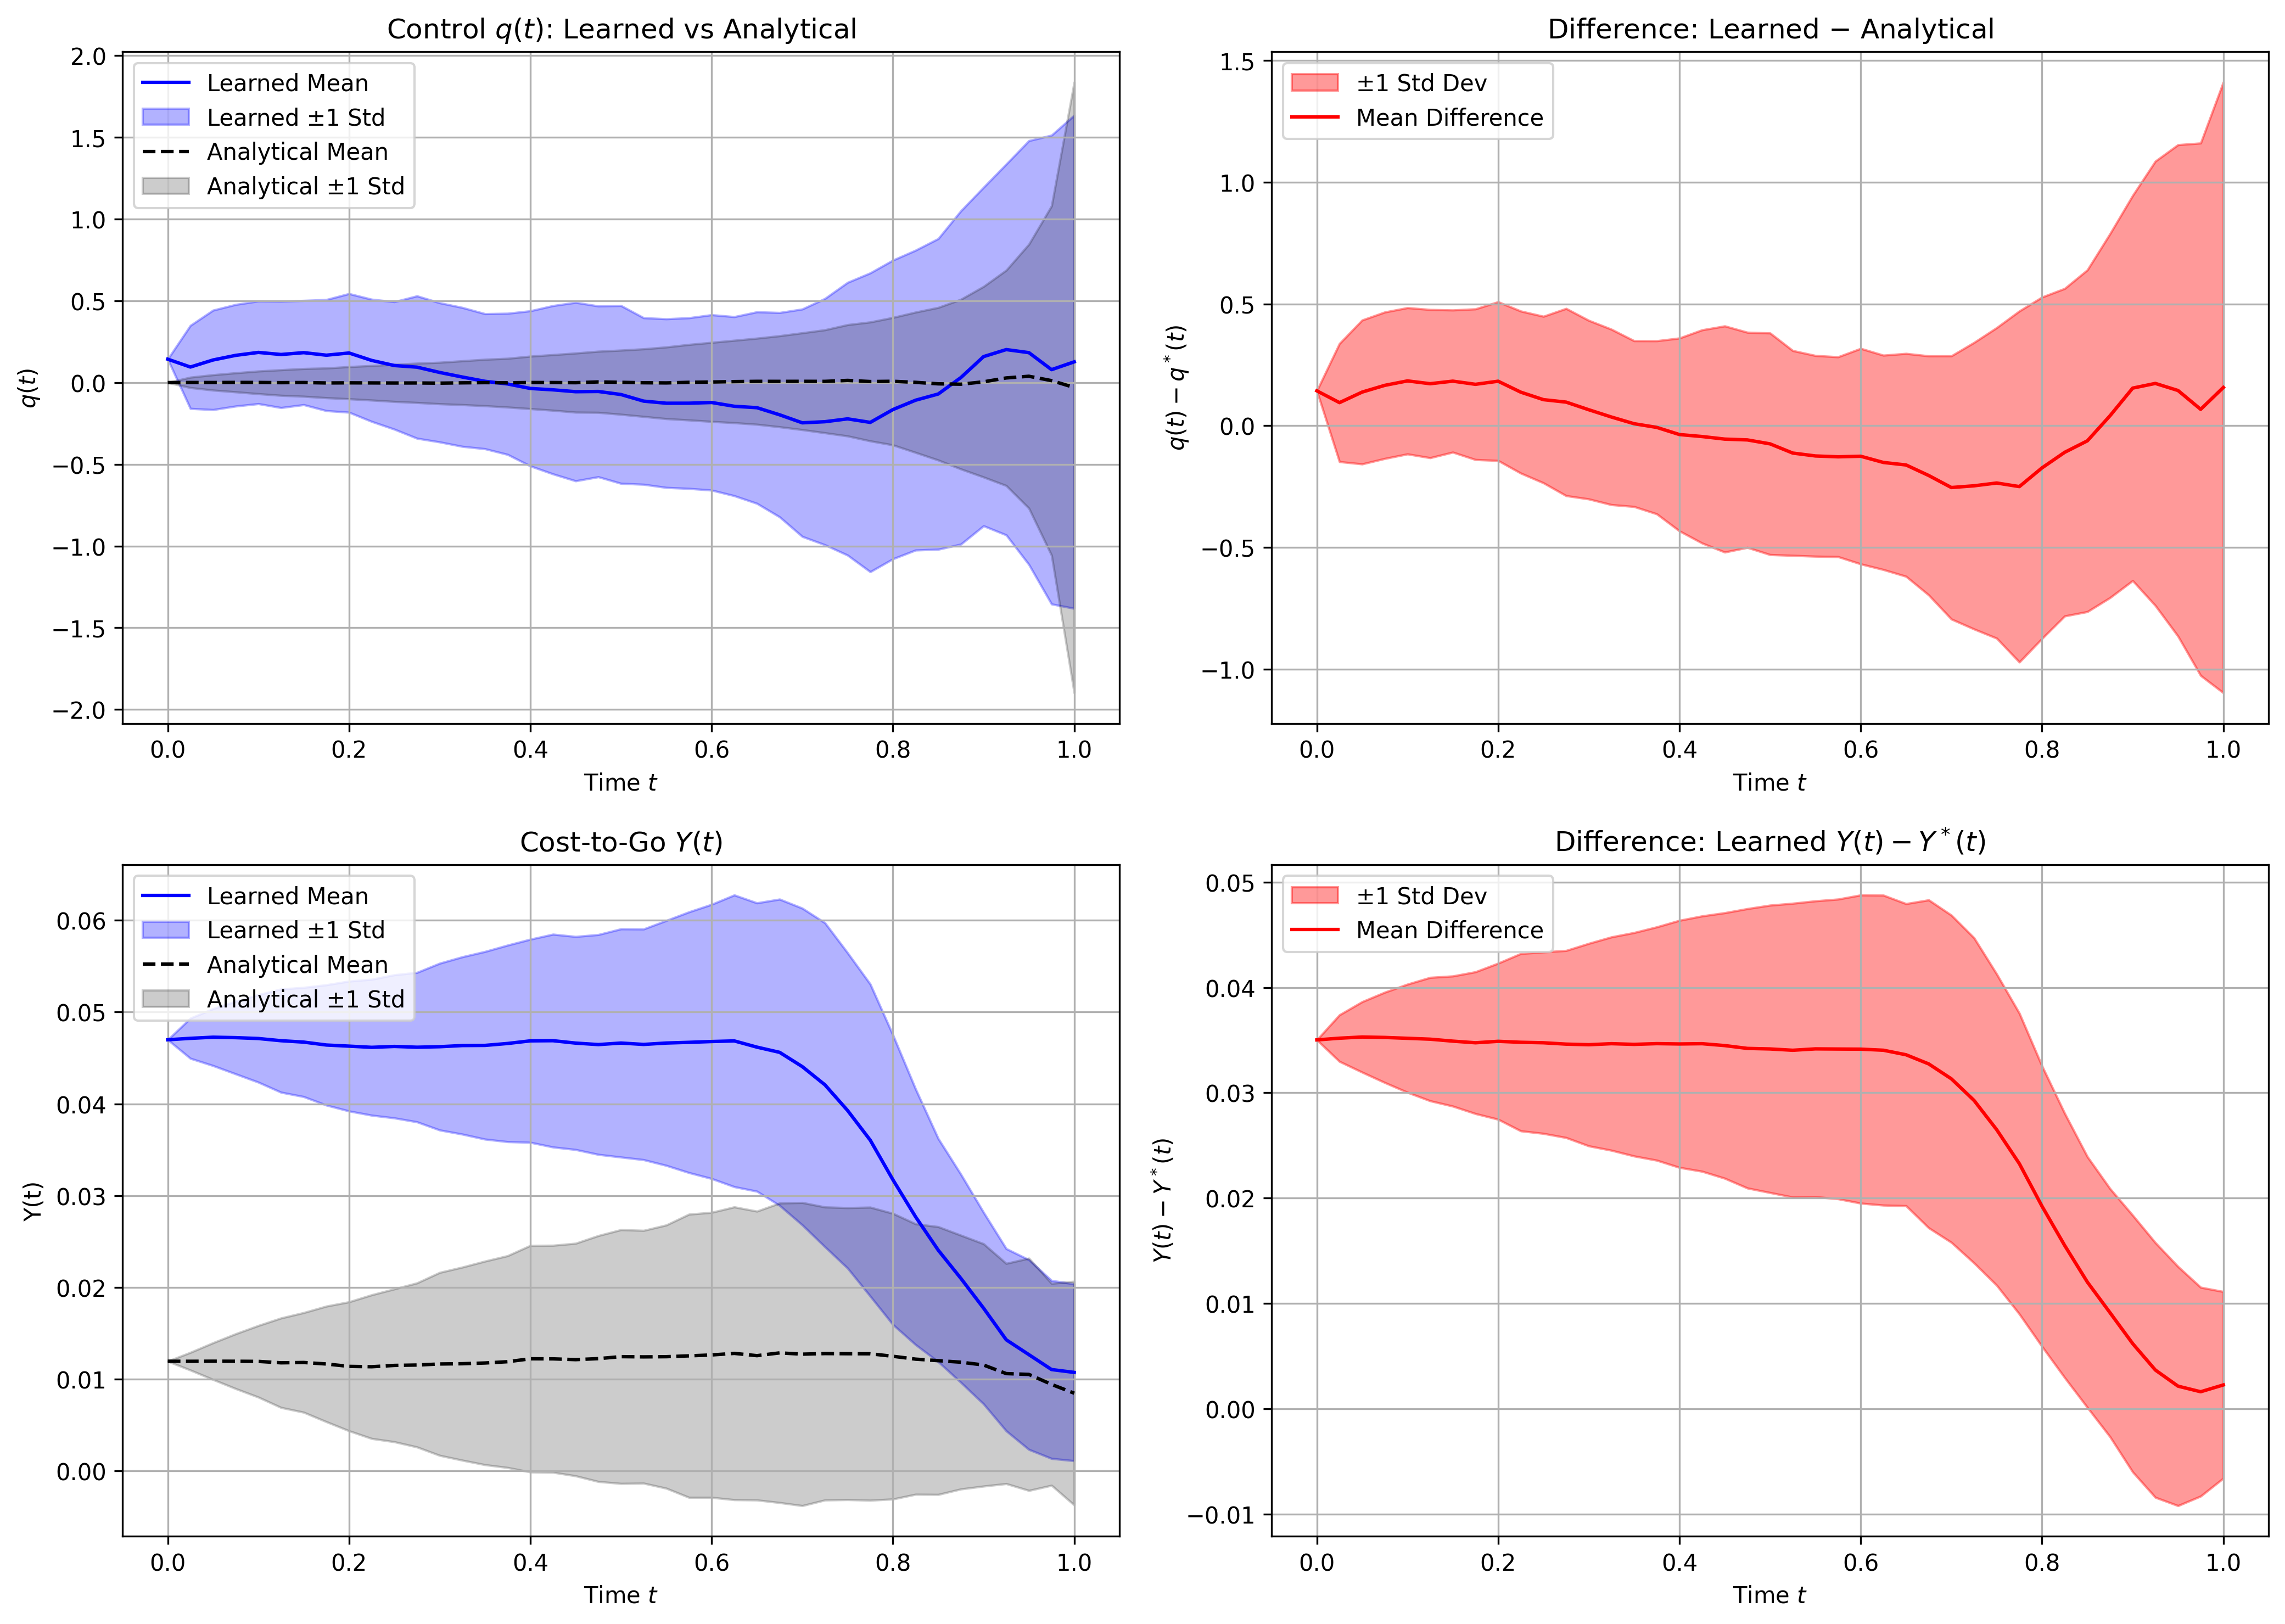 Control q(t): Learned vs Analytical
Learned Mean
Learned ±1 Std
Analytical Mean
Analytical ±1 Std
q(t)
2.0
1.5
1.0
0.5
0.0
−0.5
−1.0
−1.5
−2.0
0.0 0.2 0.4 0.6 0.8 1.0
Time t
Difference: Learned − Analytical
±1 Std Dev
Mean Difference
q(t) − q*(t)
1.5
1.0
0.5
0.0
−0.5
−1.0
0.0 0.2 0.4 0.6 0.8 1.0
Time t
Cost-to-Go Y(t)
Learned Mean
Learned ±1 Std
Analytical Mean
Analytical ±1 Std
Y(t)
0.06
0.05
0.04
0.03
0.02
0.01
0.00
0.0 0.2 0.4 0.6 0.8 1.0
Time t
Difference: Learned Y(t) − Y*(t)
±1 Std Dev
Mean Difference
Y(t) − Y*(t)
0.05
0.04
0.03
0.02
0.01
0.00
−0.01
0.0 0.2 0.4 0.6 0.8 1.0
Time t